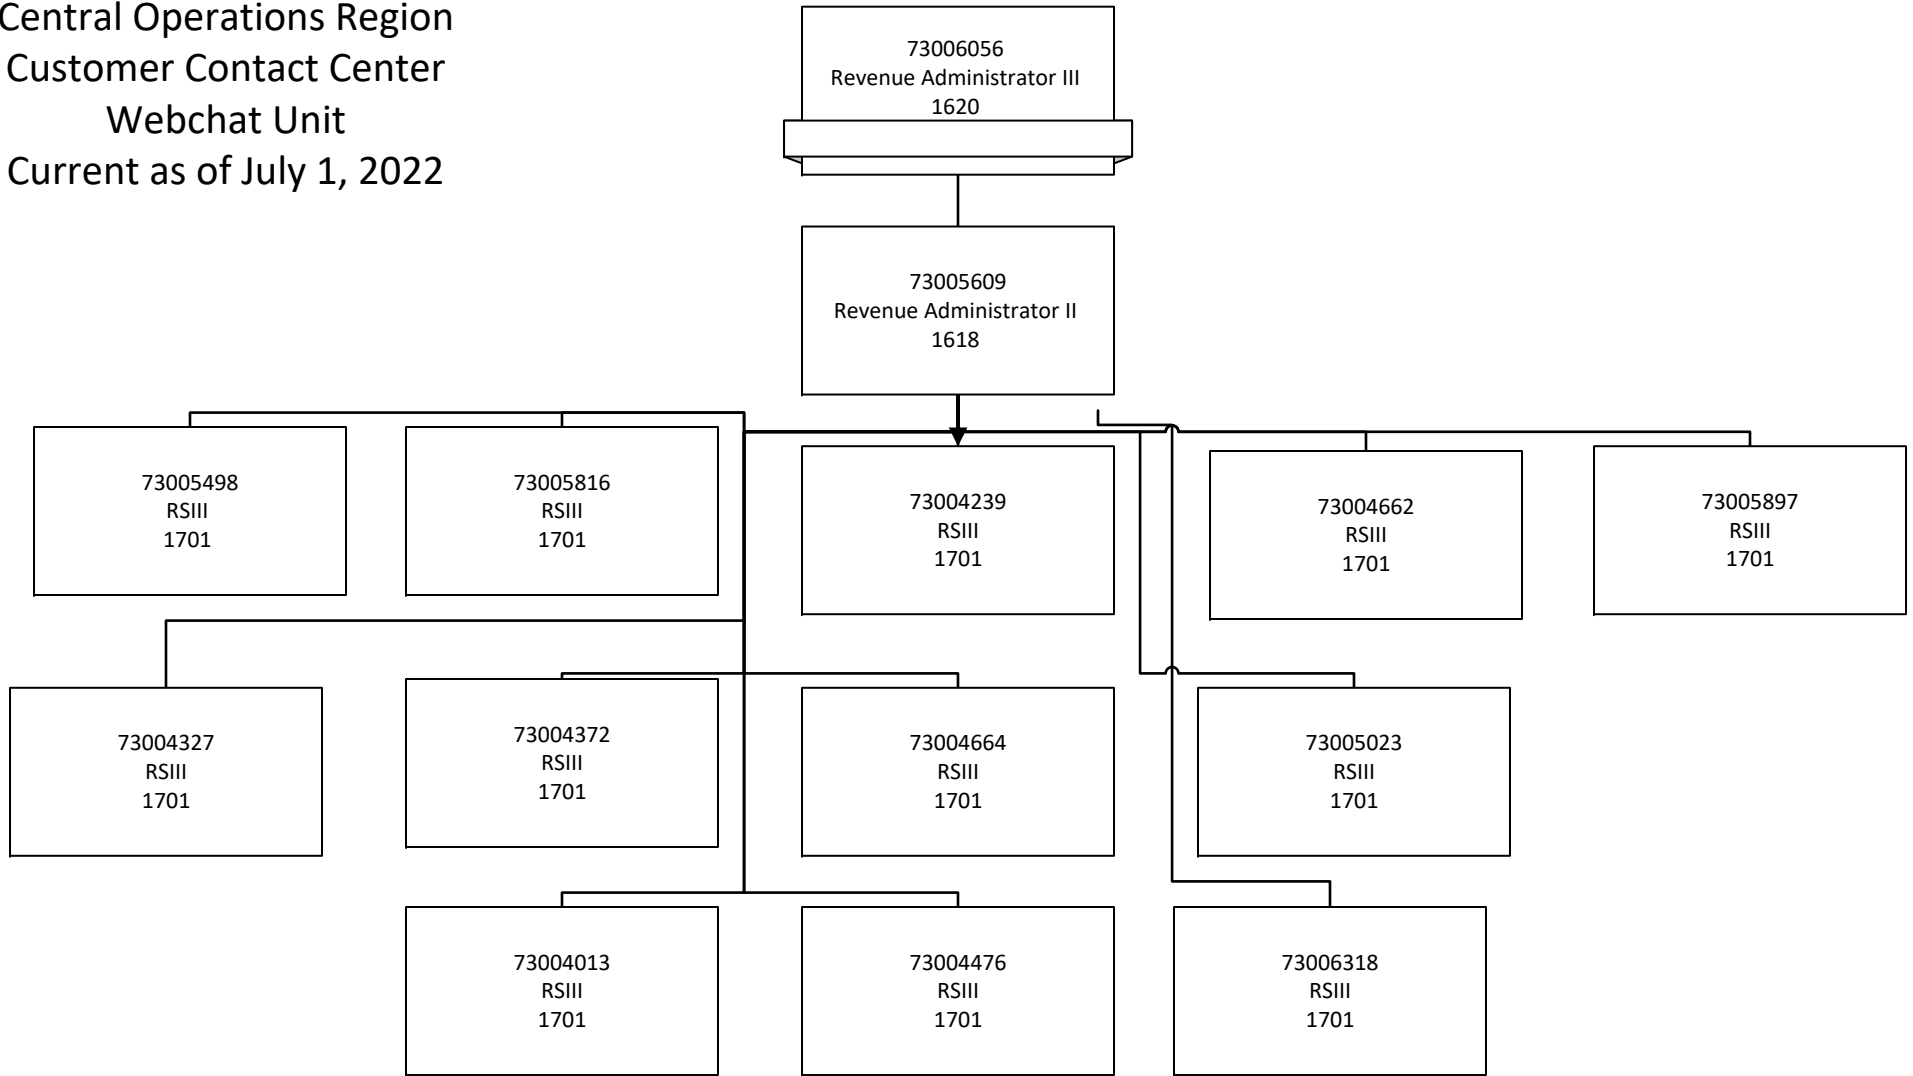 Central Operations Region
Customer Contact Center
Webchat Unit
Current as of July 1, 2022
73006056
Revenue Administrator III
1620
73005609
Revenue Administrator II
1618
73005498
RSIII
1701
73005816
RSIII
1701
73004239
RSIII
1701
73004662
RSIII
1701
73005897
RSIII
1701
73004327
RSIII
1701
73004372
RSIII
1701
73004664
RSIII
1701
73005023
RSIII
1701
73004013
RSIII
1701
73004476
RSIII
1701
73006318
RSIII
1701